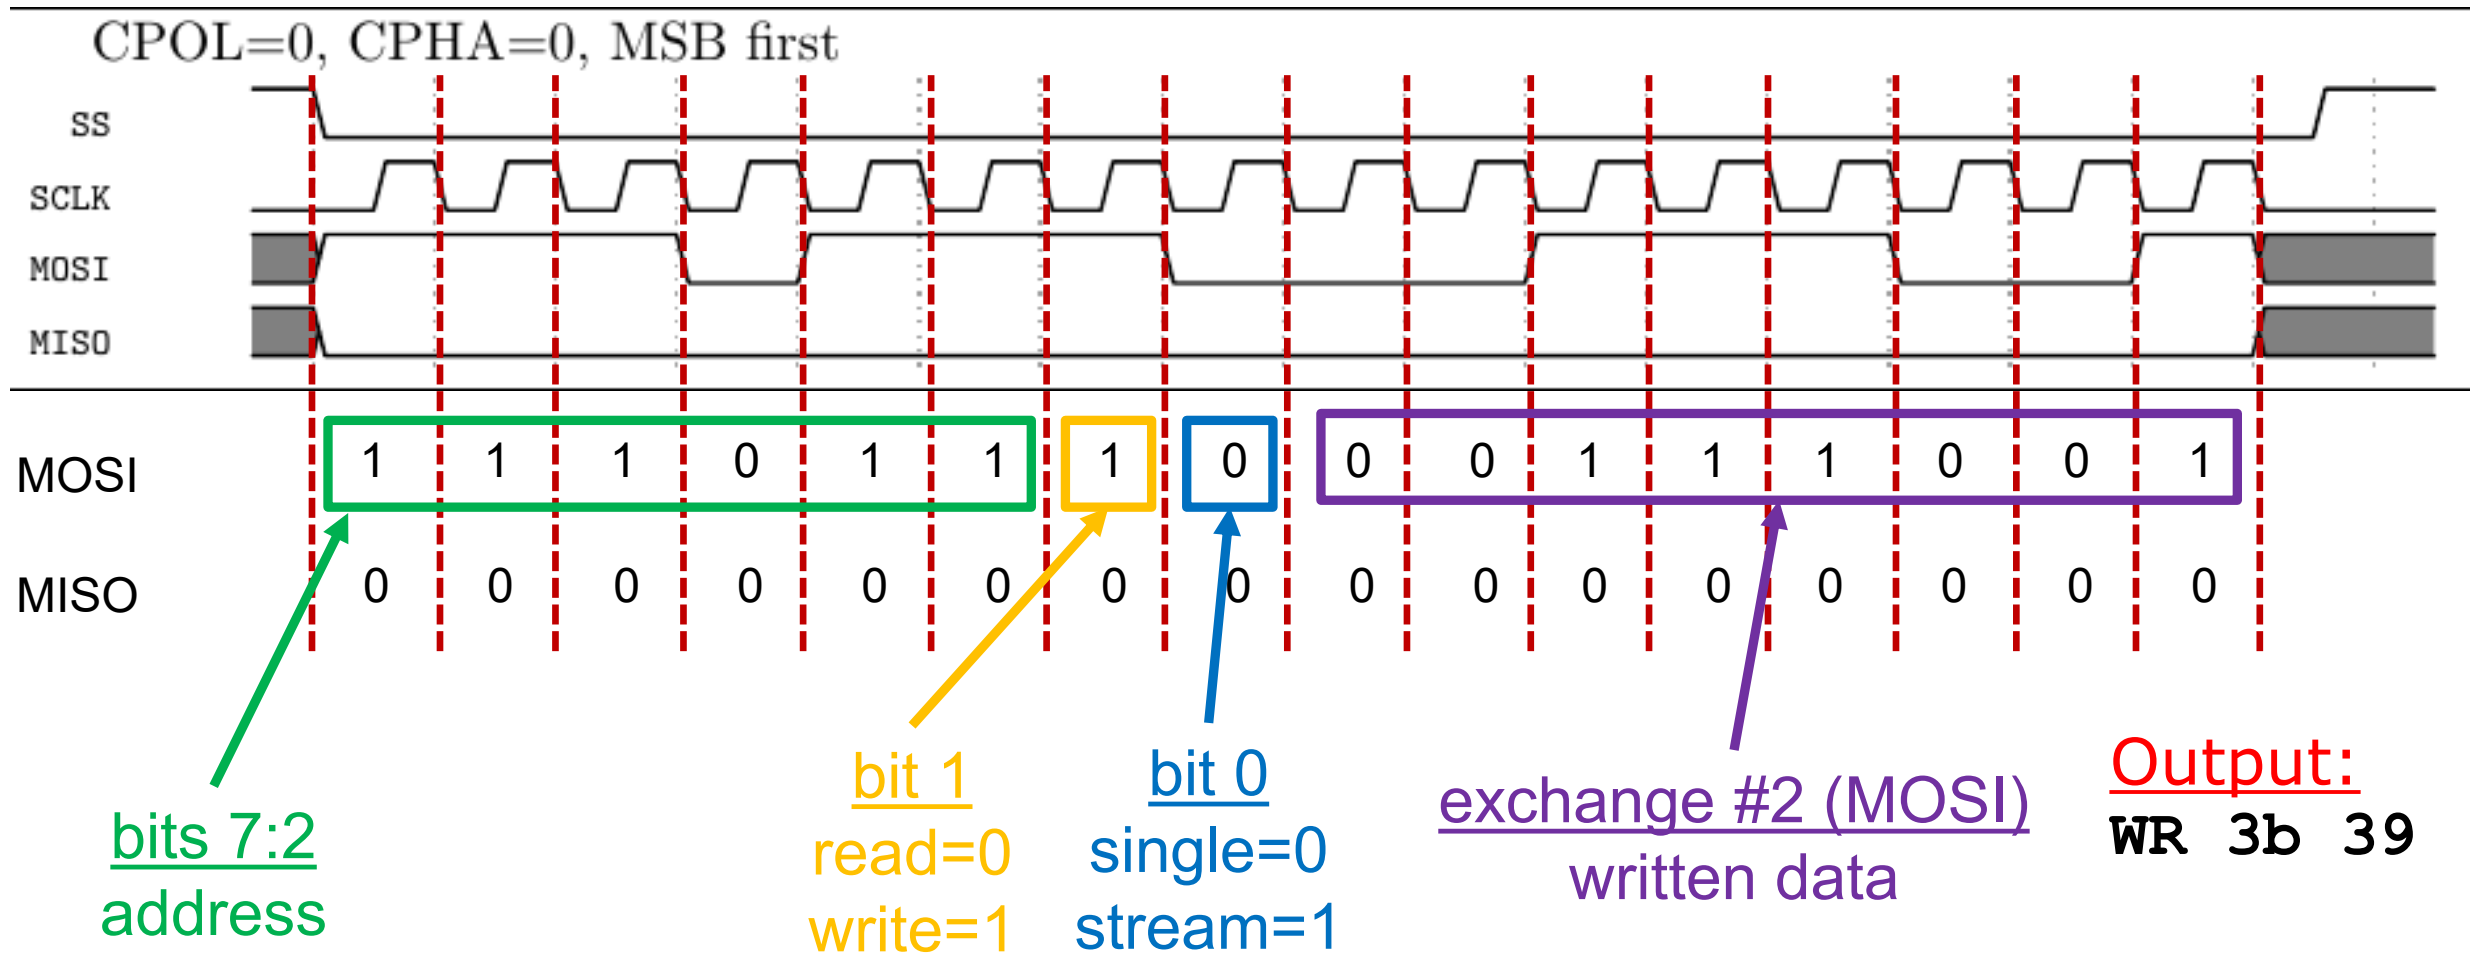 CPOL=0, CPHA=0, MSB first
SS
SCLK
MOSI
MISO
MOSI 1 1 1 0 1 1 1 0 0 0 1 1 1 0 0 1
MISO 0 0 0 0 0 0 0 0 0 0 0 0 0 0 0 0
bits 7:2
address
bit 1
read=0
write=1
bit 0
single=0
stream=1
exchange #2 (MOSI)
written data
Output:
WR 3b 39